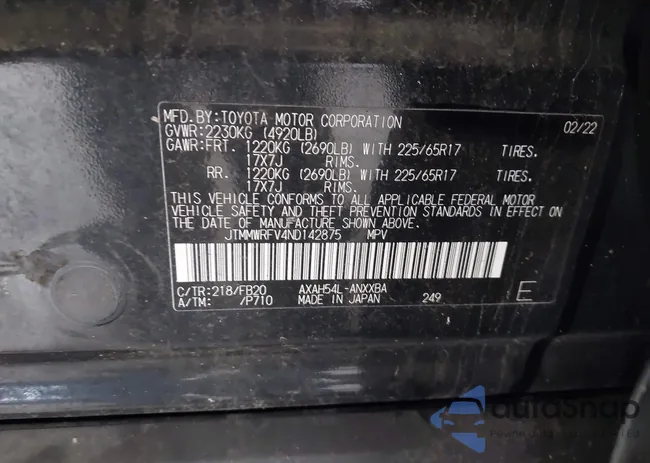 MFD.BY:TOYOTA MOTOR CORPORATION 02/22
GVWR:2230KG (4920LB)
GAWR:FRT. 1220KG (2690LB) WITH 225/65R17 TIRES.
17X7J RIMS.
RR. 1220KG (2690LB) WITH 225/65R17 TIRES.
17X7J RIMS.
THIS VEHICLE CONFORMS TO ALL APPLICABLE FEDERAL MOTOR
VEHICLE SAFETY AND THEFT PREVENTION STANDARDS IN EFFECT ON
THE DATE OF MANUFACTURE SHOWN ABOVE.
JTMMWRFV4ND142875 MPV
C/TR:218/FB20 AXAH54L-ANXXBA
A/TM: /P710 MADE IN JAPAN 249 E
autoSnap